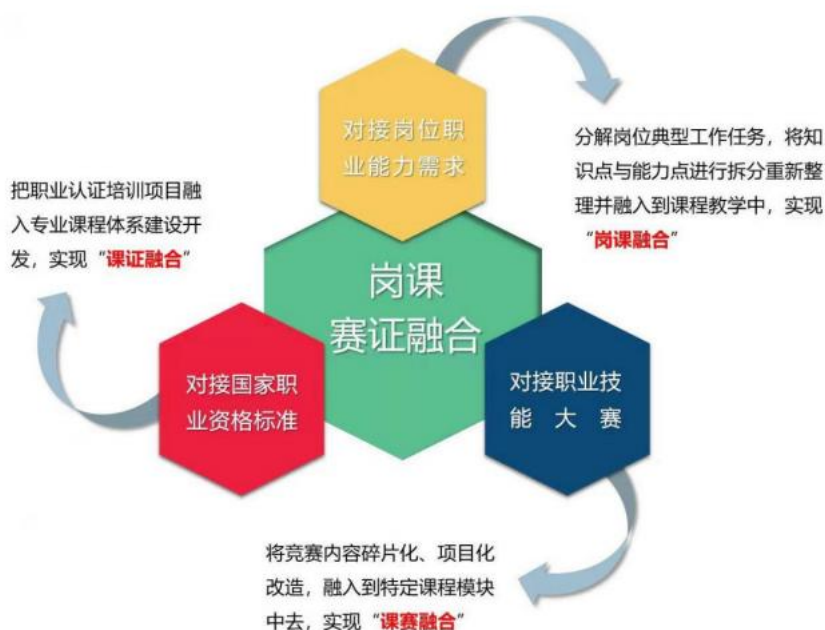 对接岗位职
业能力需求
分解岗位典型工作任务，将知
识点与能力点进行拆分重新整
理并融入到课程教学中，实现
“岗课融合”
把职业认证培训项目融
入专业课程体系建设开
发，实现“课证融合”
岗课
赛证融合
对接国家职
业资格标准
对接职业技
能大赛
将竞赛内容碎片化、项目化
改造，融入到特定课程模块
中去，实现“课赛融合”